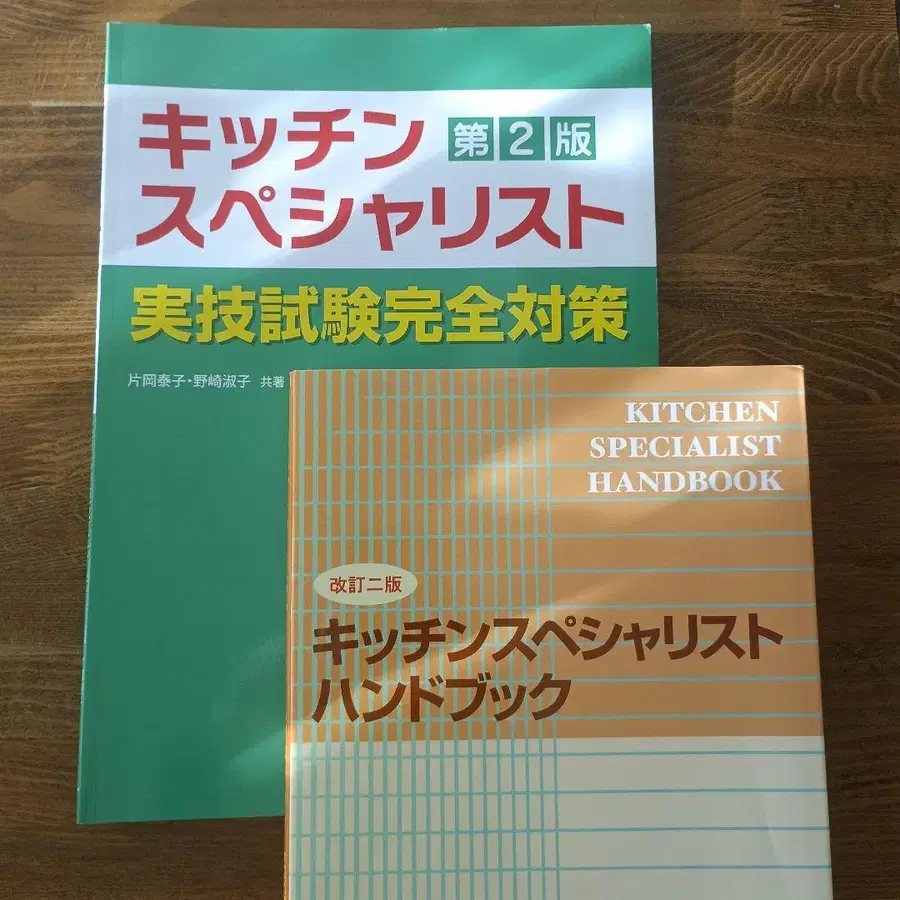 キッチン 第2版
スペシャリスト
実技試験完全対策
片岡泰子・野崎淑子 共著
KITCHEN
SPECIALIST
HANDBOOK
改訂二版
キッチンスペシャリスト
ハンドブック